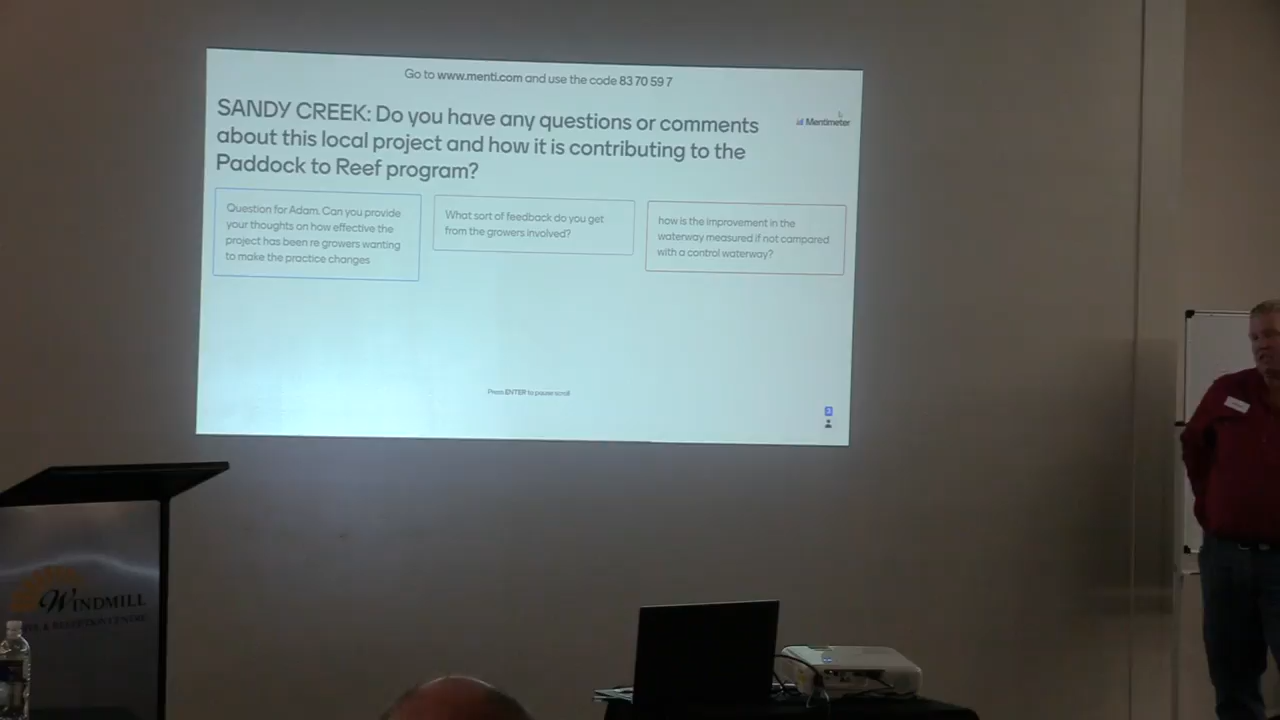 Go to www.menti.com and use the code 83 70 59 7
SANDY CREEK: Do you have any questions or comments
about this local project and how it is contributing to the
Paddock to Reef program?
Mentimeter
Question for Adam. Can you provide
your thoughts on how effective the
project has been re growers wanting
to make the practice changes
What sort of feedback do you get
from the growers involved?
how is the improvement in the
waterway measured if not campared
with a control waterway?
Press ENTER to pause scroll
3
WINDMILL
& RECEPTION CENTRE